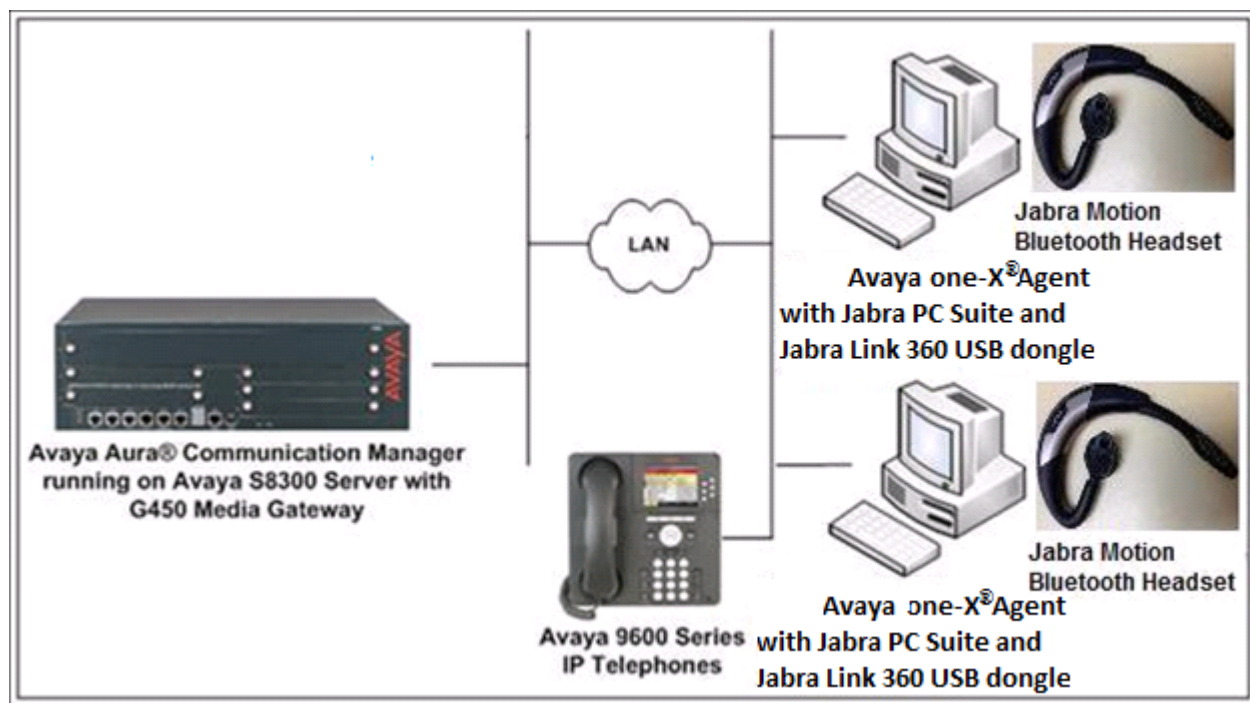 LAN
Jabra Motion
Bluetooth Headset
Avaya one-X®Agent
with Jabra PC Suite and
Jabra Link 360 USB dongle
AVAYA
Avaya Aura® Communication Manager
running on Avaya S8300 Server with
G450 Media Gateway
Avaya 9600 Series
IP Telephones
Jabra Motion
Bluetooth Headset
Avaya one-X®Agent
with Jabra PC Suite and
Jabra Link 360 USB dongle